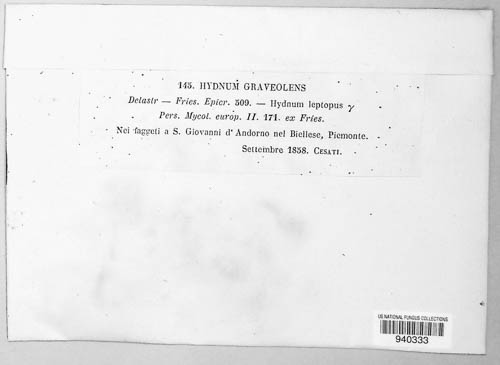 145. HYDNUM GRAVEOLENS
Delastr — Fries. Epicr. 509. — Hydnum leptopus γ
Pers. Mycol. europ. II. 171. ex Fries.
Nei faggeti a S. Giovanni d' Andorno nel Biellese, Piemonte.
Settembre 1858. CESATI.
US NATIONAL FUNGUS COLLECTIONS
940333